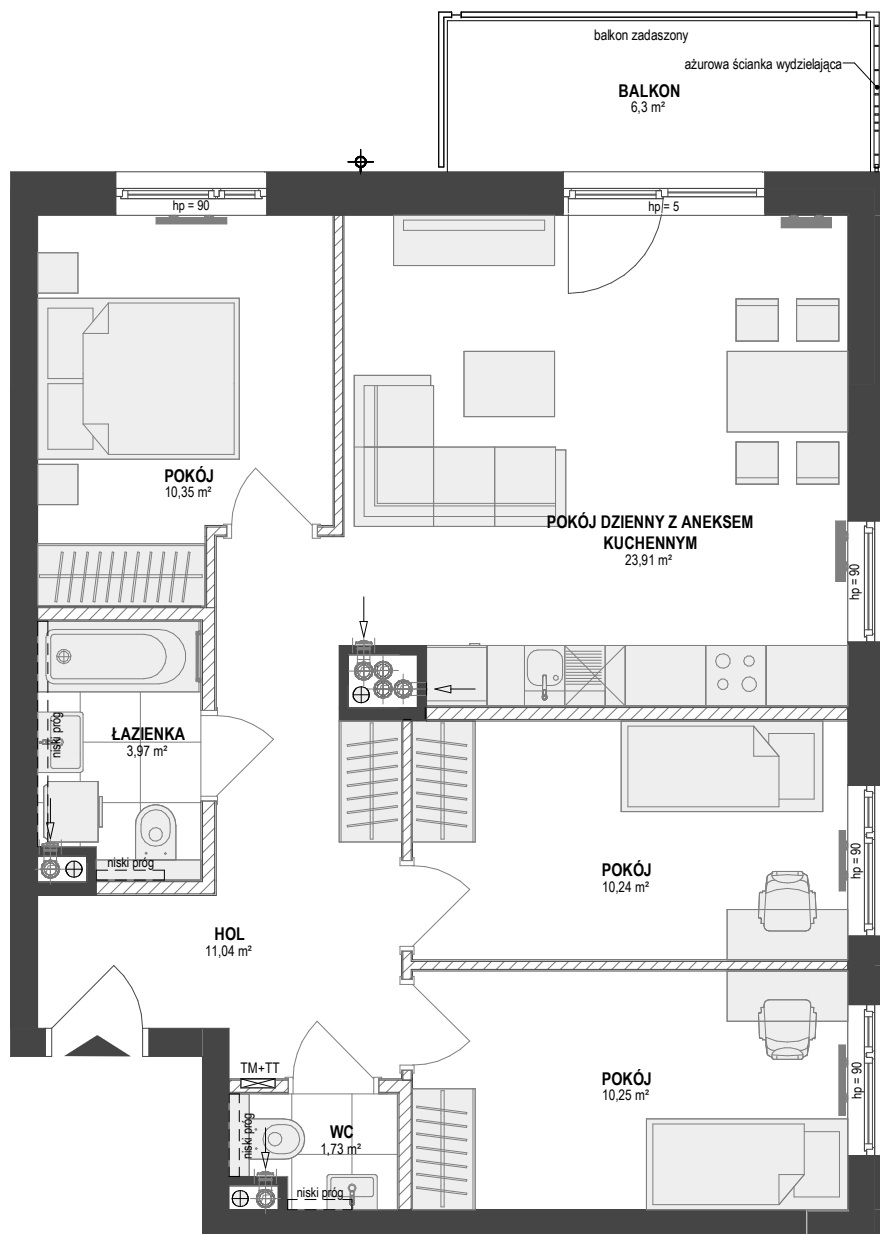 balkon zadaszony
ażurowa ścianka wydzielająca
BALKON
6,3 m²
hp = 90
hp = 5
POKÓJ
10,35 m²
POKÓJ DZIENNY Z ANEKSEM
KUCHENNYM
23,91 m²
hp = 90
niski próg
ŁAZIENKA
3,97 m²
niski próg
POKÓJ
10,24 m²
hp = 90
HOL
11,04 m²
TM+TT
POKÓJ
10,25 m²
hp = 90
niski próg
WC
1,73 m²
niski próg